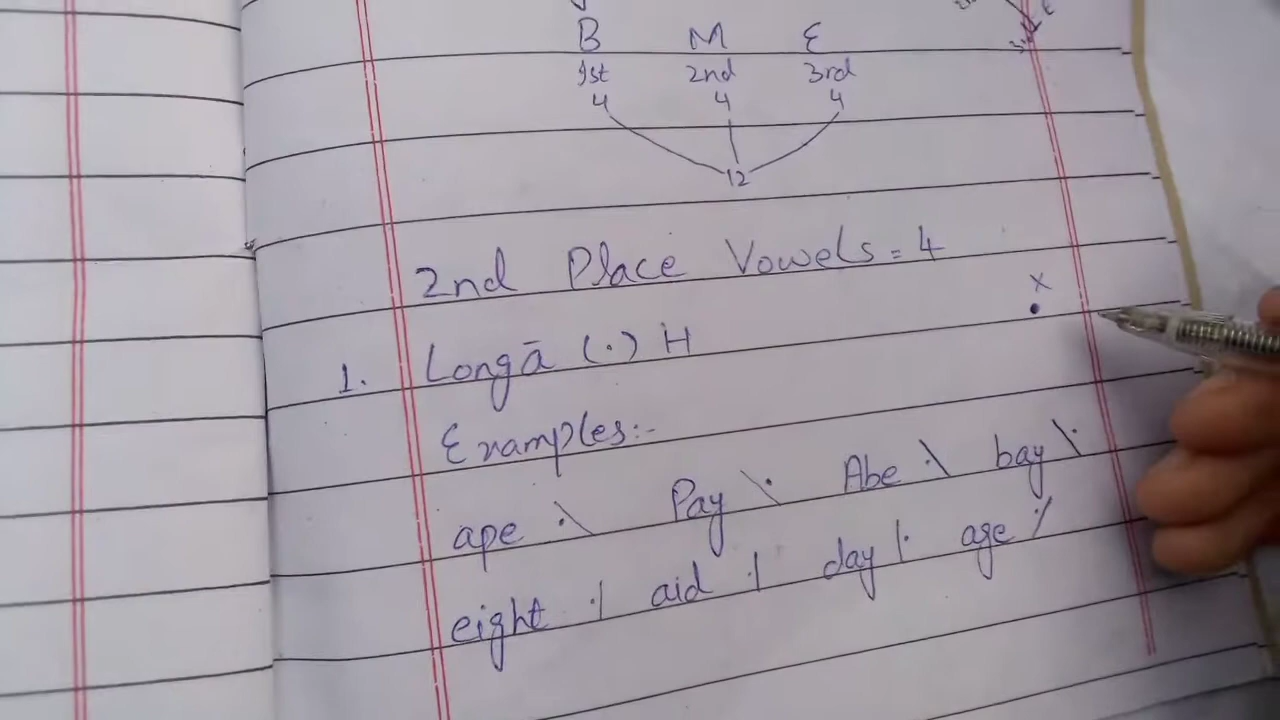 B M E
1st 2nd 3rd
4 4 4
12
2nd Place Vowels = 4
x
1. Long ā (.) H
Examples:-
ape Pay Abe bay
eight aid day age